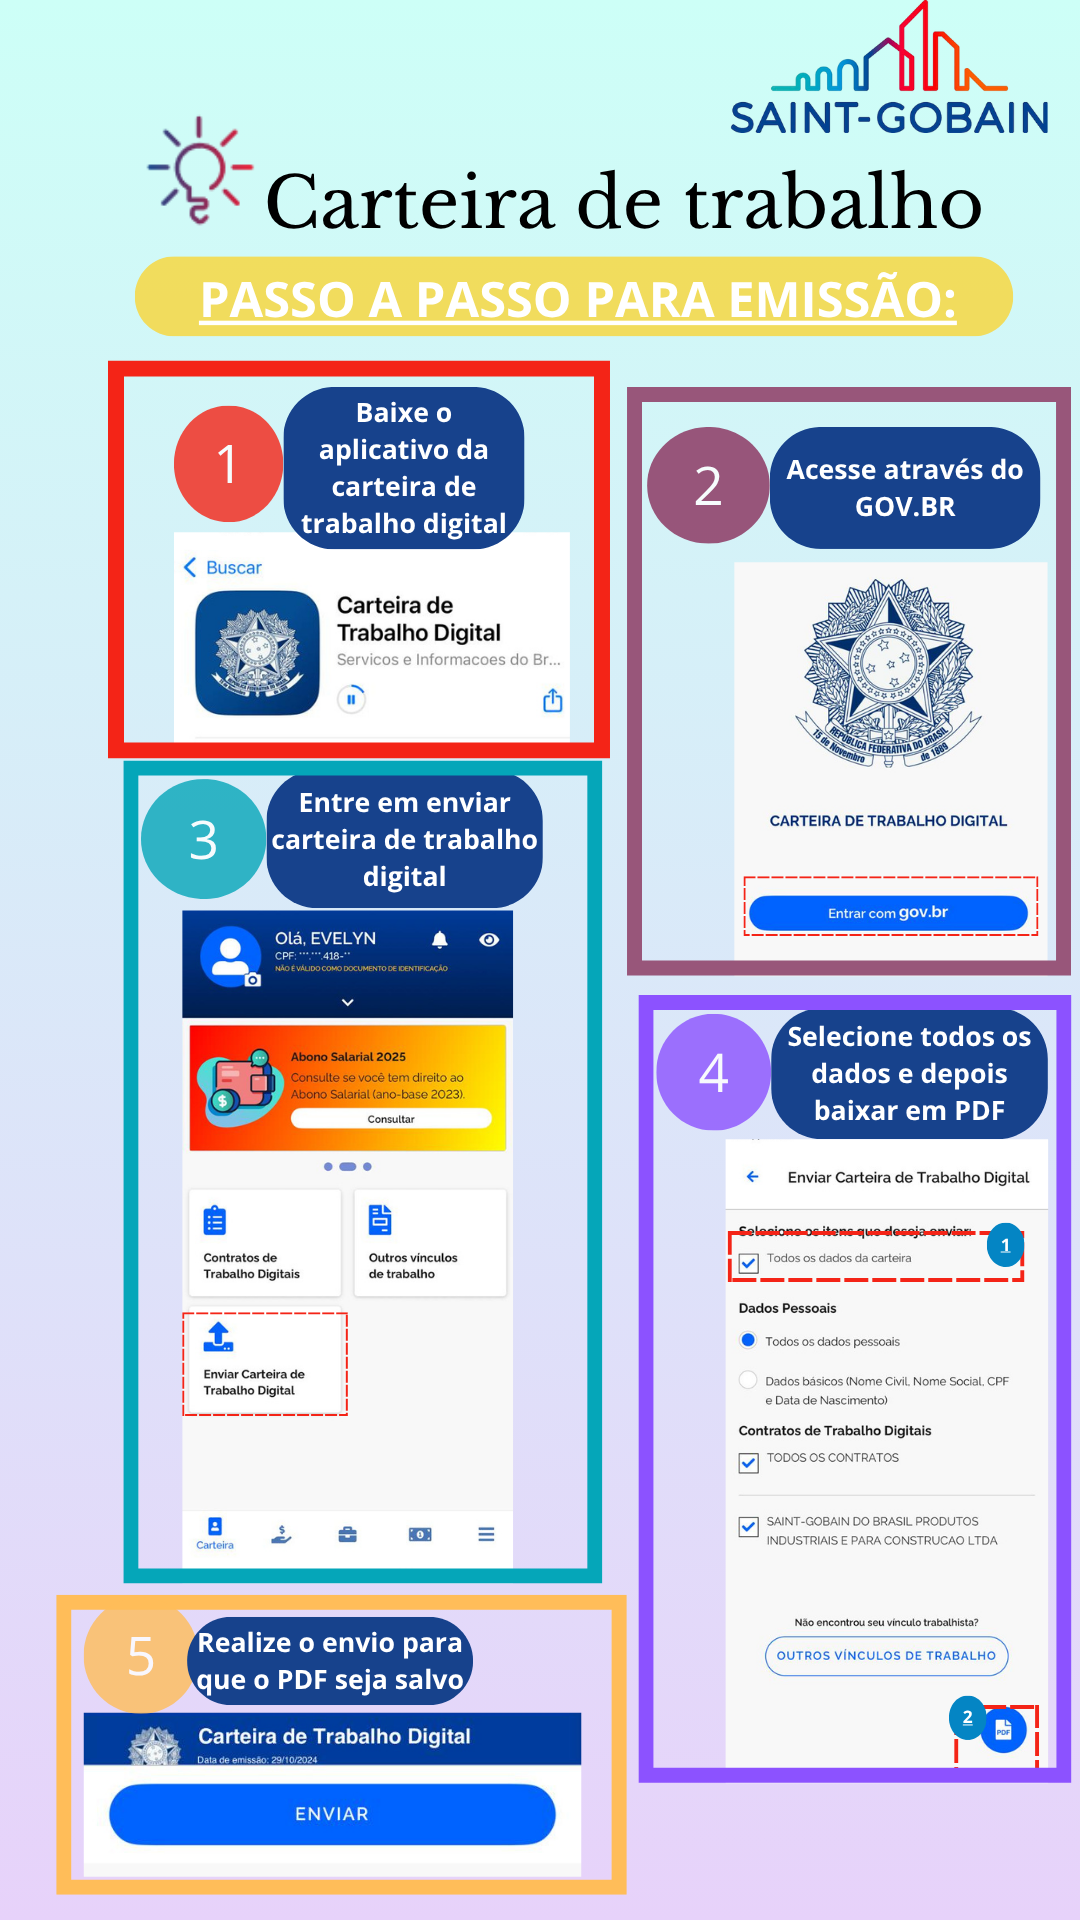 SAINT-GOBAIN
Carteira de trabalho
PASSO A PASSO PARA EMISSÃO:
1
Baixe o
aplicativo da
carteira de
trabalho digital
Buscar
Carteira de
Trabalho Digital
Servicos e Informacoes do Br...
2
Acesse através do
GOV.BR
REPÚBLICA FEDERATIVA DO BRASIL
15 de Novembro
de 1889
CARTEIRA DE TRABALHO DIGITAL
Entrar com gov.br
3
Entre em enviar
carteira de trabalho
digital
Olá, EVELYN
CPF: ***.***.418-**
NÃO É VÁLIDO COMO DOCUMENTO DE IDENTIFICAÇÃO
Abono Salarial 2025
Consulte se você tem direito ao
Abono Salarial (ano-base 2023).
Consultar
Contratos de
Trabalho Digitais
Outros vínculos
de trabalho
Enviar Carteira de
Trabalho Digital
Carteira
4
Selecione todos os
dados e depois
baixar em PDF
Enviar Carteira de Trabalho Digital
Selecione os itens que deseja enviar:
1
Todos os dados da carteira
Dados Pessoais
Todos os dados pessoais
Dados básicos (Nome Civil, Nome Social, CPF
e Data de Nascimento)
Contratos de Trabalho Digitais
TODOS OS CONTRATOS
SAINT-GOBAIN DO BRASIL PRODUTOS
INDUSTRIAIS E PARA CONSTRUCAO LTDA
Não encontrou seu vínculo trabalhista?
OUTROS VÍNCULOS DE TRABALHO
2
PDF
5
Realize o envio para
que o PDF seja salvo
Carteira de Trabalho Digital
Data de emissão: 29/10/2024
ENVIAR